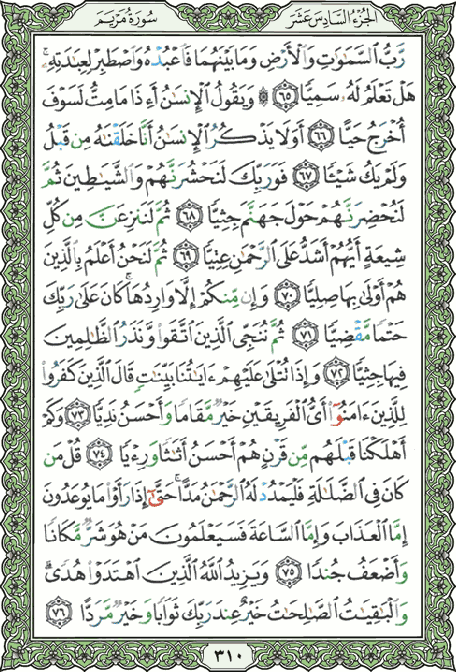 الجزء السادس عشر
سورة مريم
رَّبُّ ٱلسَّمَٰوَٰتِ وَٱلْأَرْضِ وَمَا بَيْنَهُمَا فَٱعْبُدْهُ وَٱصْطَبِرْ لِعِبَٰدَتِهِۦۚ
هَلْ تَعْلَمُ لَهُۥ سَمِيًّا ٦٥ ۞ وَيَقُولُ ٱلْإِنسَٰنُ أَءِذَا مَا مِتُّ لَسَوْفَ
أُخْرَجُ حَيًّا ٦٦ أَوَلَا يَذْكُرُ ٱلْإِنسَٰنُ أَنَّا خَلَقْنَٰهُ مِن قَبْلُ
وَلَمْ يَكُ شَيْـًٔا ٦٧ فَوَرَبِّكَ لَنَحْشُرَنَّهُمْ وَٱلشَّيَٰطِينَ ثُمَّ
لَنُحْضِرَنَّهُمْ حَوْلَ جَهَنَّمَ جِثِيًّا ٦٨ ثُمَّ لَنَنزِعَنَّ مِن كُلِّ
شِيعَةٍ أَيُّهُمْ أَشَدُّ عَلَى ٱلرَّحْمَٰنِ عِتِيًّا ٦٩ ثُمَّ لَنَحْنُ أَعْلَمُ بِٱلَّذِينَ
هُمْ أَوْلَىٰ بِهَا صِلِيًّا ٧٠ وَإِن مِّنكُمْ إِلَّا وَارِدُهَاۚ كَانَ عَلَىٰ رَبِّكَ
حَتْمًا مَّقْضِيًّا ٧١ ثُمَّ نُنَجِّى ٱلَّذِينَ ٱتَّقَوا۟ وَّنَذَرُ ٱلظَّٰلِمِينَ
فِيهَا جِثِيًّا ٧٢ وَإِذَا تُتْلَىٰ عَلَيْهِمْ ءَايَٰتُنَا بَيِّنَٰتٍ قَالَ ٱلَّذِينَ كَفَرُوا۟
لِلَّذِينَ ءَامَنُوٓا۟ أَىُّ ٱلْفَرِيقَيْنِ خَيْرٌ مَّقَامًا وَأَحْسَنُ نَدِيًّا ٧٣ وَكَمْ
أَهْلَكْنَا قَبْلَهُم مِّن قَرْنٍ هُمْ أَحْسَنُ أَثَٰثًا وَرِءْيًا ٧٤ قُلْ مَن
كَانَ فِى ٱلضَّلَٰلَةِ فَلْيَمْدُدْ لَهُ ٱلرَّحْمَٰنُ مَدًّاۚ حَتَّىٰٓ إِذَا رَأَوْا۟ مَا يُوعَدُونَ
إِمَّا ٱلْعَذَابَ وَإِمَّا ٱلسَّاعَةَ فَسَيَعْلَمُونَ مَنْ هُوَ شَرٌّ مَّكَانًا
وَأَضْعَفُ جُندًا ٧٥ وَيَزِيدُ ٱللَّهُ ٱلَّذِينَ ٱهْتَدَوْا۟ هُدًىۗ
وَٱلْبَٰقِيَٰتُ ٱلصَّٰلِحَٰتُ خَيْرٌ عِندَ رَبِّكَ ثَوَابًا وَخَيْرٌ مَّرَدًّا ٧٦
٣١٠